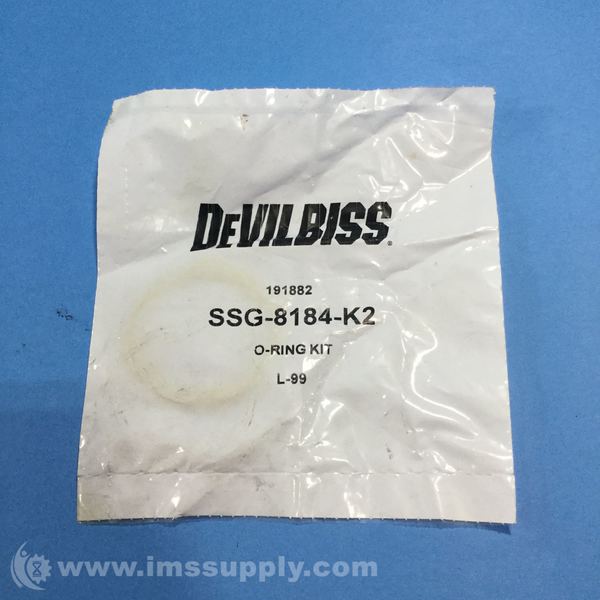 DEVILBISS.
191882
SSG-8184-K2
O-RING KIT
L-99
www.imssupply.com